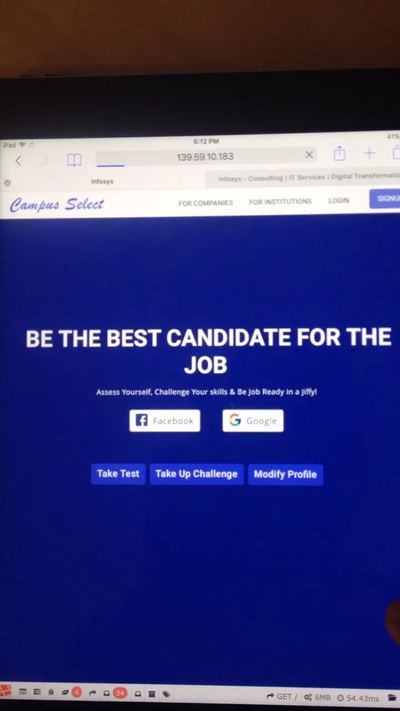 iPad 5:12 PM 41%
139.59.10.183
Infosys Infosys - Consulting | IT Services | Digital Transformatio
Campus Select FOR COMPANIES FOR INSTITUTIONS LOGIN SIGNU
BE THE BEST CANDIDATE FOR THE
JOB
Assess Yourself, Challenge Your skills & Be Job Ready in a Jiffy!
Facebook Google
Take Test Take Up Challenge Modify Profile
4 34 GET / 6MB 54.43ms